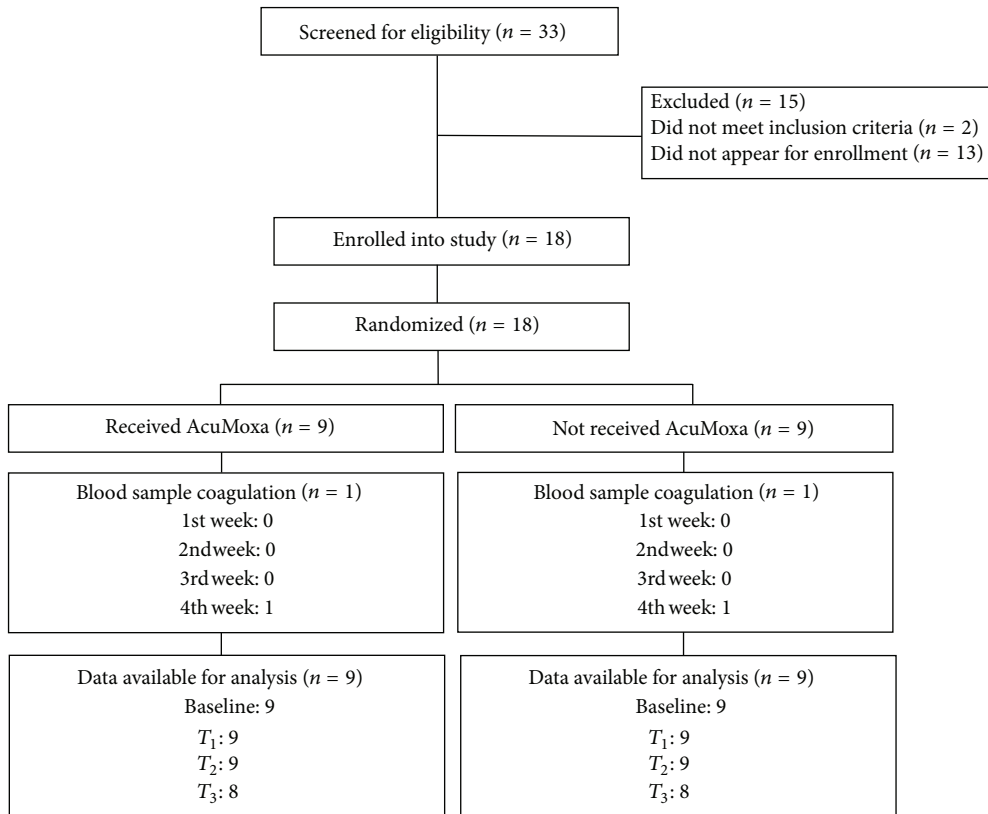 Screened for eligibility (n = 33)
Excluded (n = 15)
Did not meet inclusion criteria (n = 2)
Did not appear for enrollment (n = 13)
Enrolled into study (n = 18)
Randomized (n = 18)
Received AcuMoxa (n = 9)
Not received AcuMoxa (n = 9)
Blood sample coagulation (n = 1)
1st week: 0
2nd week: 0
3rd week: 0
4th week: 1
Blood sample coagulation (n = 1)
1st week: 0
2nd week: 0
3rd week: 0
4th week: 1
Data available for analysis (n = 9)
Baseline: 9
T1: 9
T2: 9
T3: 8
Data available for analysis (n = 9)
Baseline: 9
T1: 9
T2: 9
T3: 8